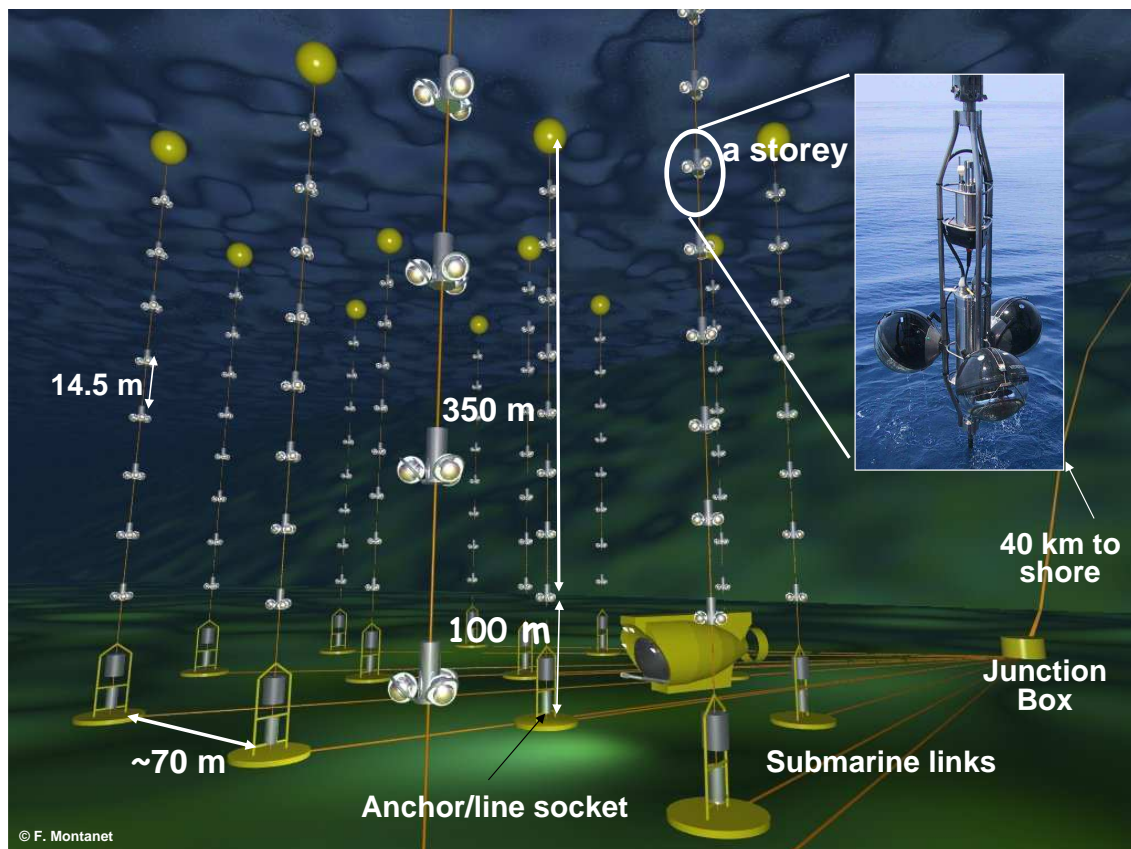 a storey
14.5 m
350 m
40 km to
shore
100 m
Junction
Box
~70 m
Submarine links
Anchor/line socket
© F. Montanet